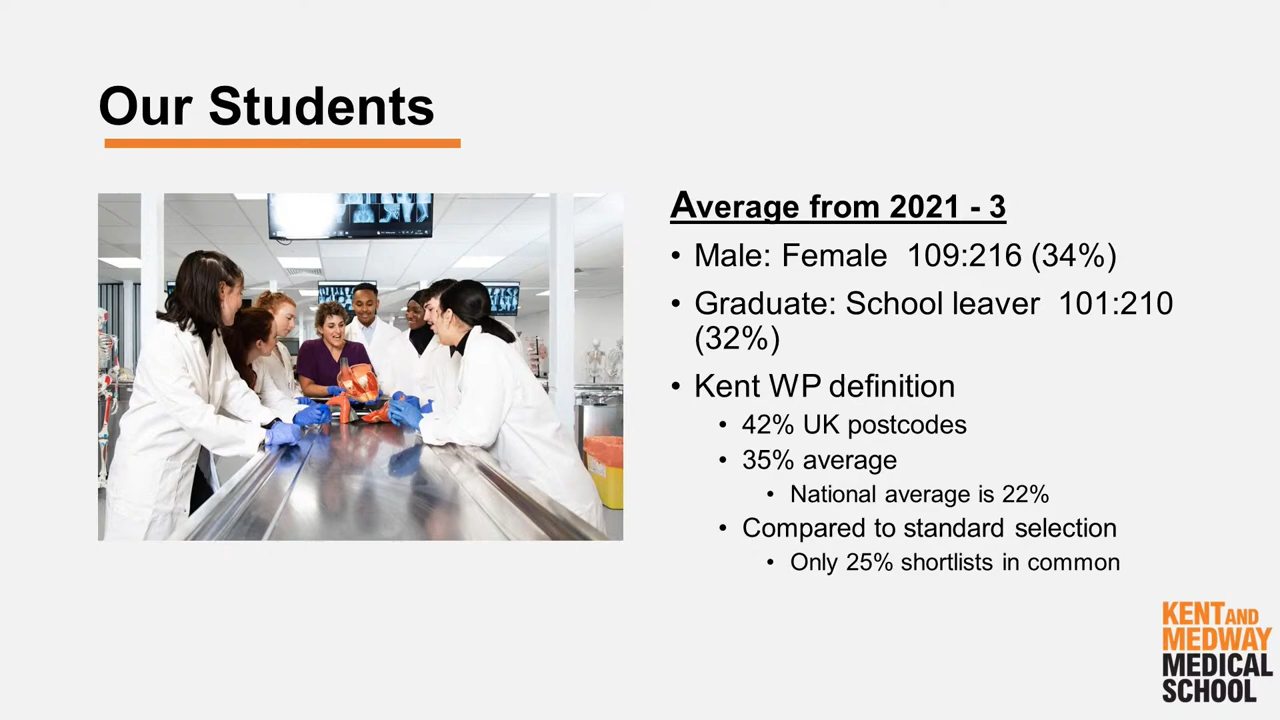 Our Students
Average from 2021 - 3
• Male: Female 109:216 (34%)
• Graduate: School leaver 101:210
(32%)
• Kent WP definition
• 42% UK postcodes
• 35% average
• National average is 22%
• Compared to standard selection
• Only 25% shortlists in common
KENT AND
MEDWAY
MEDICAL
SCHOOL